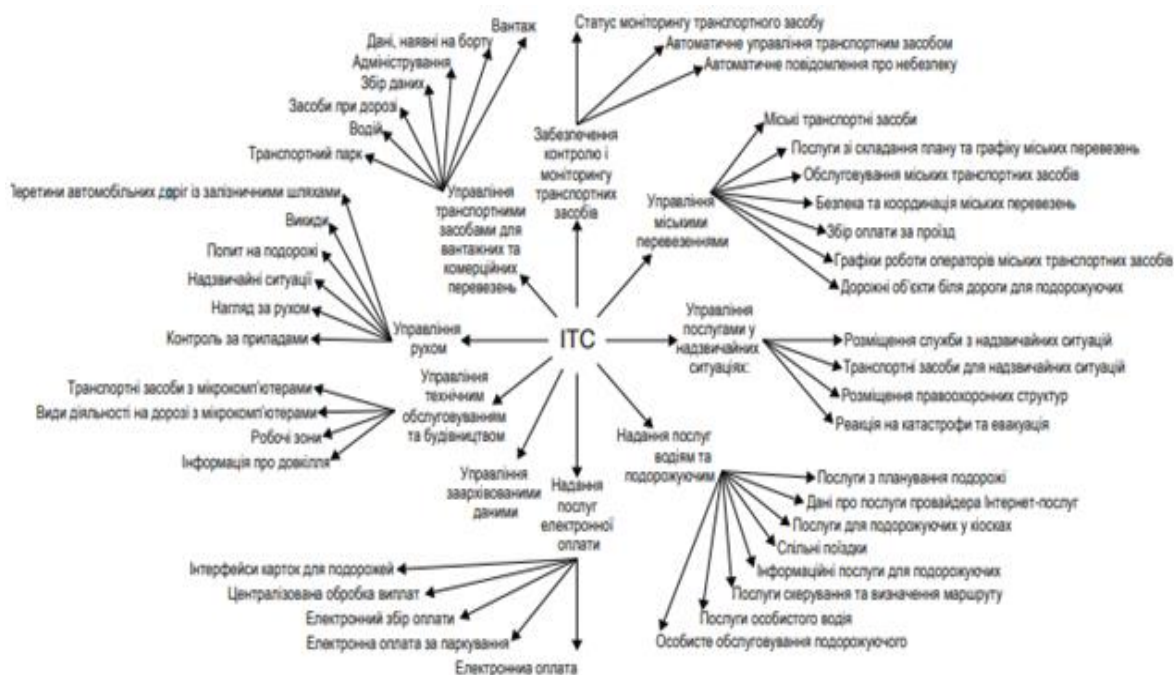 Статус моніторингу транспортного засобу
Автоматичне управління транспортним засобом
Автоматичне повідомлення про небезпеку
Забезпечення
контролю і
моніторингу
транспортних
засобів
Вантаж
Дані, наявні на борту
Адміністрування
Збір даних
Засоби при дорозі
Водій
Транспортний парк
Управління
транспортними
засобами для
вантажних та
комерційних
перевезень
Міські транспортні засоби
Послуги зі складання плану та графіку міських перевезень
Обслуговування міських транспортних засобів
Безпека та координація міських перевезень
Збір оплати за проїзд
Графіки роботи операторів міських транспортних засобів
Дорожні об'єкти біля дороги для подорожуючих
Управління
міськими
перевезеннями
Перетини автомобільних доріг із залізничними шляхами
Викиди
Попит на подорожі
Надзвичайні ситуації
Нагляд за рухом
Контроль за приладами
Управління
рухом
ІТС
Управління
послугами у
надзвичайних
ситуаціях:
Розміщення служби з надзвичайних ситуацій
Транспортні засоби для надзвичайних ситуацій
Розміщення правоохоронних структур
Реакція на катастрофи та евакуація
Транспортні засоби з мікрокомп'ютерами
Види діяльності на дорозі з мікрокомп'ютерами
Робочі зони
Інформація про довкілля
Управління
технічним
обслуговуванням
та будівництвом
Управління
заархівованими
даними
Надання
послуг
електронної
оплати
Надання послуг
водіям та
подорожуючим
Послуги з планування подорожі
Дані про послуги провайдера Інтернет-послуг
Послуги для подорожуючих у кіосках
Спільні поїздки
Інформаційні послуги для подорожуючих
Послуги скерування та визначення маршруту
Послуги особистого водія
Особисте обслуговування подорожуючого
Інтерфейси карток для подорожей
Централізована обробка виплат
Електронний збір оплати
Електронна оплата за паркування
Електронниа оплата